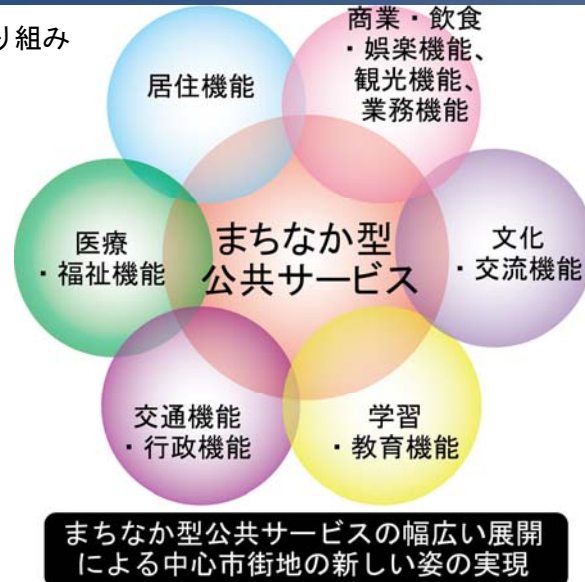 り組み
居住機能
商業・飲食
・娯楽機能、
観光機能、
業務機能
医療
・福祉機能
まちなか型
公共サービス
文化
・交流機能
交通機能
・行政機能
学習
・教育機能
まちなか型公共サービスの幅広い展開
による中心市街地の新しい姿の実現